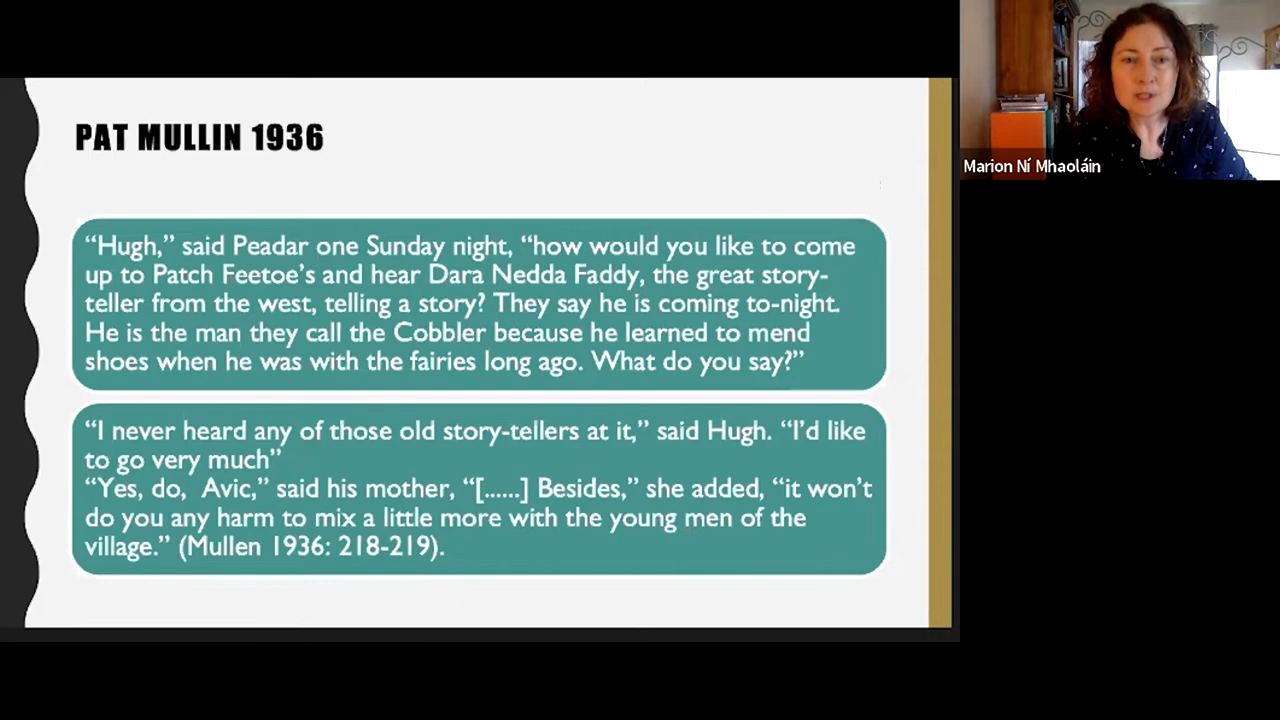 PAT MULLIN 1936
“Hugh,” said Peadar one Sunday night, “how would you like to come
up to Patch Feetoe’s and hear Dara Nedda Faddy, the great story-
teller from the west, telling a story? They say he is coming to-night.
He is the man they call the Cobbler because he learned to mend
shoes when he was with the fairies long ago. What do you say?”
“I never heard any of those old story-tellers at it,” said Hugh. “I’d like
to go very much”
“Yes, do, Avic,” said his mother, “[......] Besides,” she added, “it won’t
do you any harm to mix a little more with the young men of the
village.” (Mullen 1936: 218-219).
Marion Ní Mhaoláin